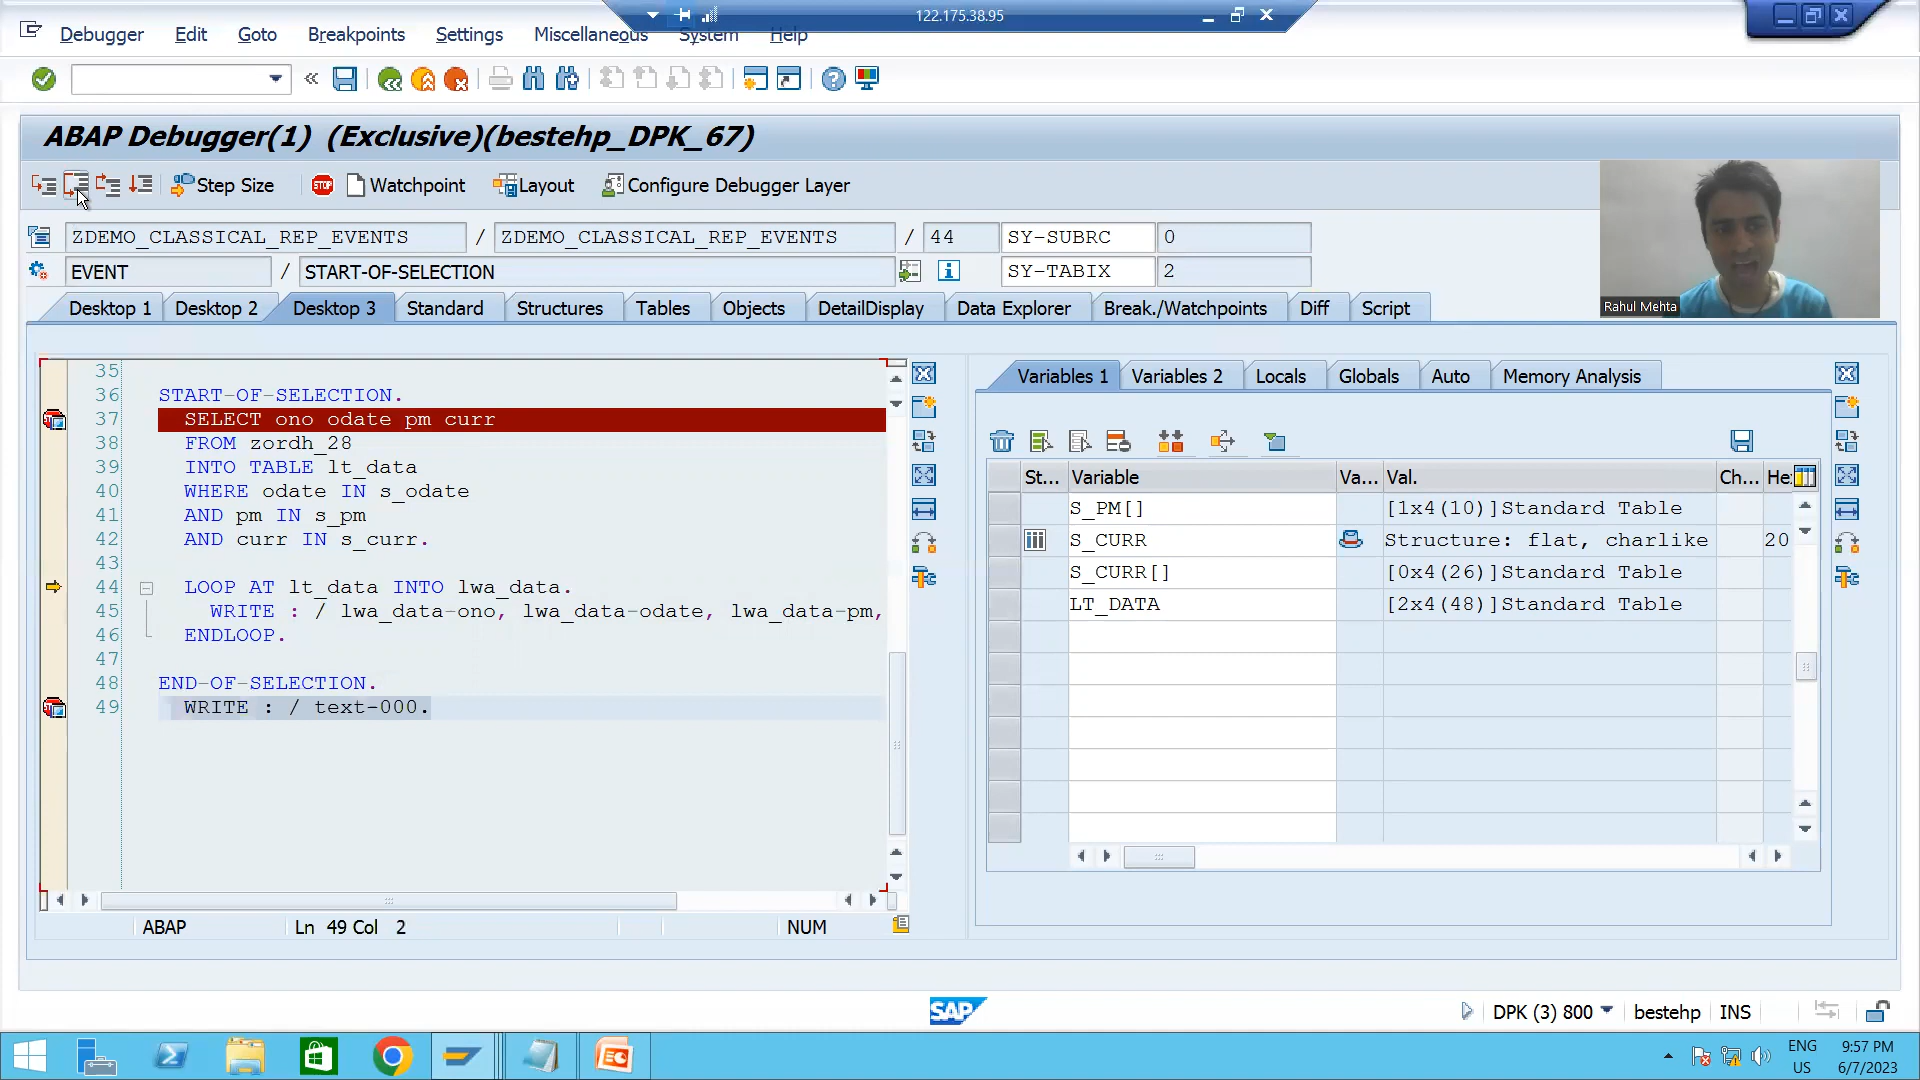 122.175.38.95
Debugger Edit Goto Breakpoints Settings Miscellaneous System Help
ABAP Debugger(1) (Exclusive)(bestehp_DPK_67)
Step Size STOP Watchpoint Layout Configure Debugger Layer
ZDEMO_CLASSICAL_REP_EVENTS / ZDEMO_CLASSICAL_REP_EVENTS / 44 SY-SUBRC 0
EVENT / START-OF-SELECTION SY-TABIX 2
Rahul Mehta
Desktop 1 Desktop 2 Desktop 3 Standard Structures Tables Objects DetailDisplay Data Explorer Break./Watchpoints Diff Script
35
36 START-OF-SELECTION.
37 SELECT ono odate pm curr
38 FROM zordh_28
39 INTO TABLE lt_data
40 WHERE odate IN s_odate
41 AND pm IN s_pm
42 AND curr IN s_curr.
43
44 LOOP AT lt_data INTO lwa_data.
45 WRITE : / lwa_data-ono, lwa_data-odate, lwa_data-pm,
46 ENDLOOP.
47
48 END-OF-SELECTION.
49 WRITE : / text-000.
ABAP Ln 49 Col 2 NUM
Variables 1 Variables 2 Locals Globals Auto Memory Analysis
St... Variable Va... Val. Ch... He
S_PM[] [1x4(10)]Standard Table
S_CURR Structure: flat, charlike 20
S_CURR[] [0x4(26)]Standard Table
LT_DATA [2x4(48)]Standard Table
SAP DPK (3) 800 bestehp INS
ENG 9:57 PM
US 6/7/2023